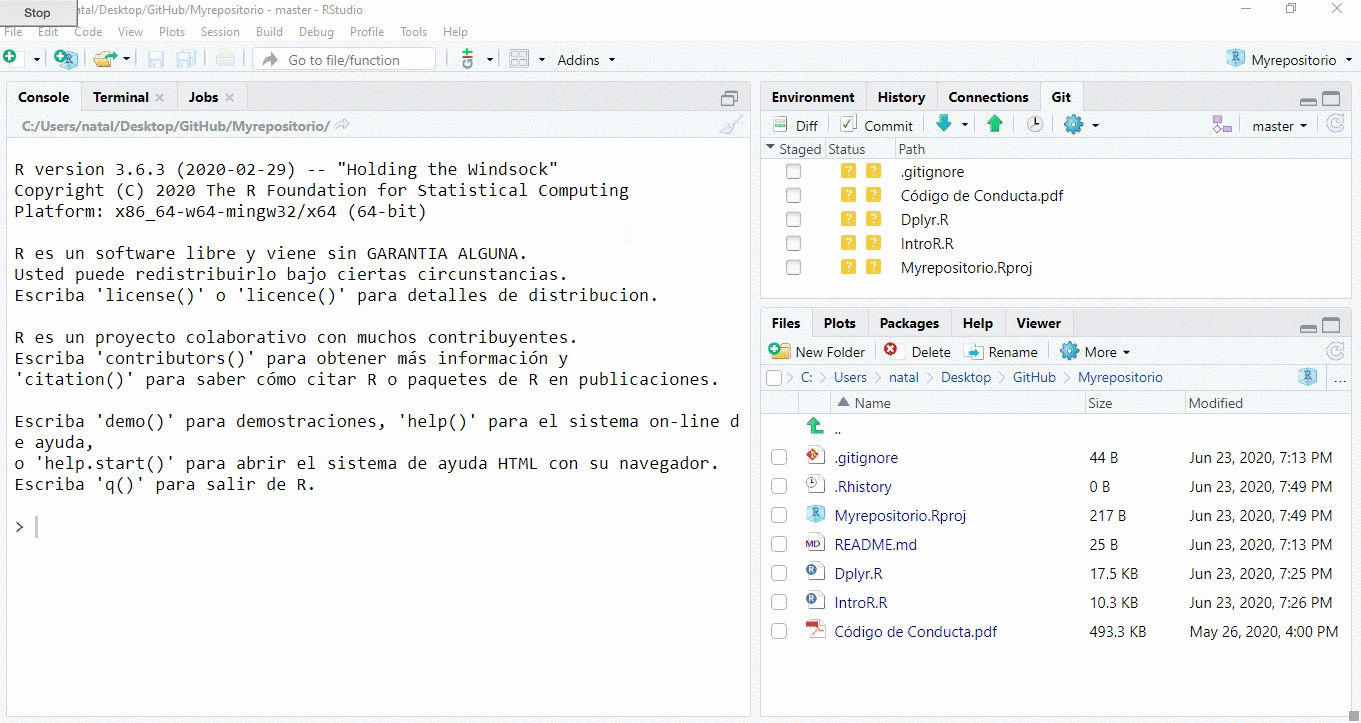 Stop
atal/Desktop/GitHub/Myrepositorio - master - RStudio
File Edit Code View Plots Session Build Debug Profile Tools Help
Go to file/function
Addins
Myrepositorio
Console Terminal Jobs
C:/Users/natal/Desktop/GitHub/Myrepositorio/
R version 3.6.3 (2020-02-29) -- "Holding the Windsock"
Copyright (C) 2020 The R Foundation for Statistical Computing
Platform: x86_64-w64-mingw32/x64 (64-bit)
R es un software libre y viene sin GARANTIA ALGUNA.
Usted puede redistribuirlo bajo ciertas circunstancias.
Escriba 'license()' o 'licence()' para detalles de distribucion.
R es un proyecto colaborativo con muchos contribuyentes.
Escriba 'contributors()' para obtener más información y
'citation()' para saber cómo citar R o paquetes de R en publicaciones.
Escriba 'demo()' para demostraciones, 'help()' para el sistema on-line d
e ayuda,
o 'help.start()' para abrir el sistema de ayuda HTML con su navegador.
Escriba 'q()' para salir de R.
>
Environment History Connections Git
Diff Commit master
Staged Status Path
? ? .gitignore
? ? Código de Conducta.pdf
? ? Dplyr.R
? ? IntroR.R
? ? Myrepositorio.Rproj
Files Plots Packages Help Viewer
New Folder Delete Rename More
C: > Users > natal > Desktop > GitHub > Myrepositorio ...
Name Size Modified
..
.gitignore 44 B Jun 23, 2020, 7:13 PM
.Rhistory 0 B Jun 23, 2020, 7:49 PM
Myrepositorio.Rproj 217 B Jun 23, 2020, 7:49 PM
MD README.md 25 B Jun 23, 2020, 7:13 PM
Dplyr.R 17.5 KB Jun 23, 2020, 7:25 PM
IntroR.R 10.3 KB Jun 23, 2020, 7:26 PM
Código de Conducta.pdf 493.3 KB May 26, 2020, 4:00 PM